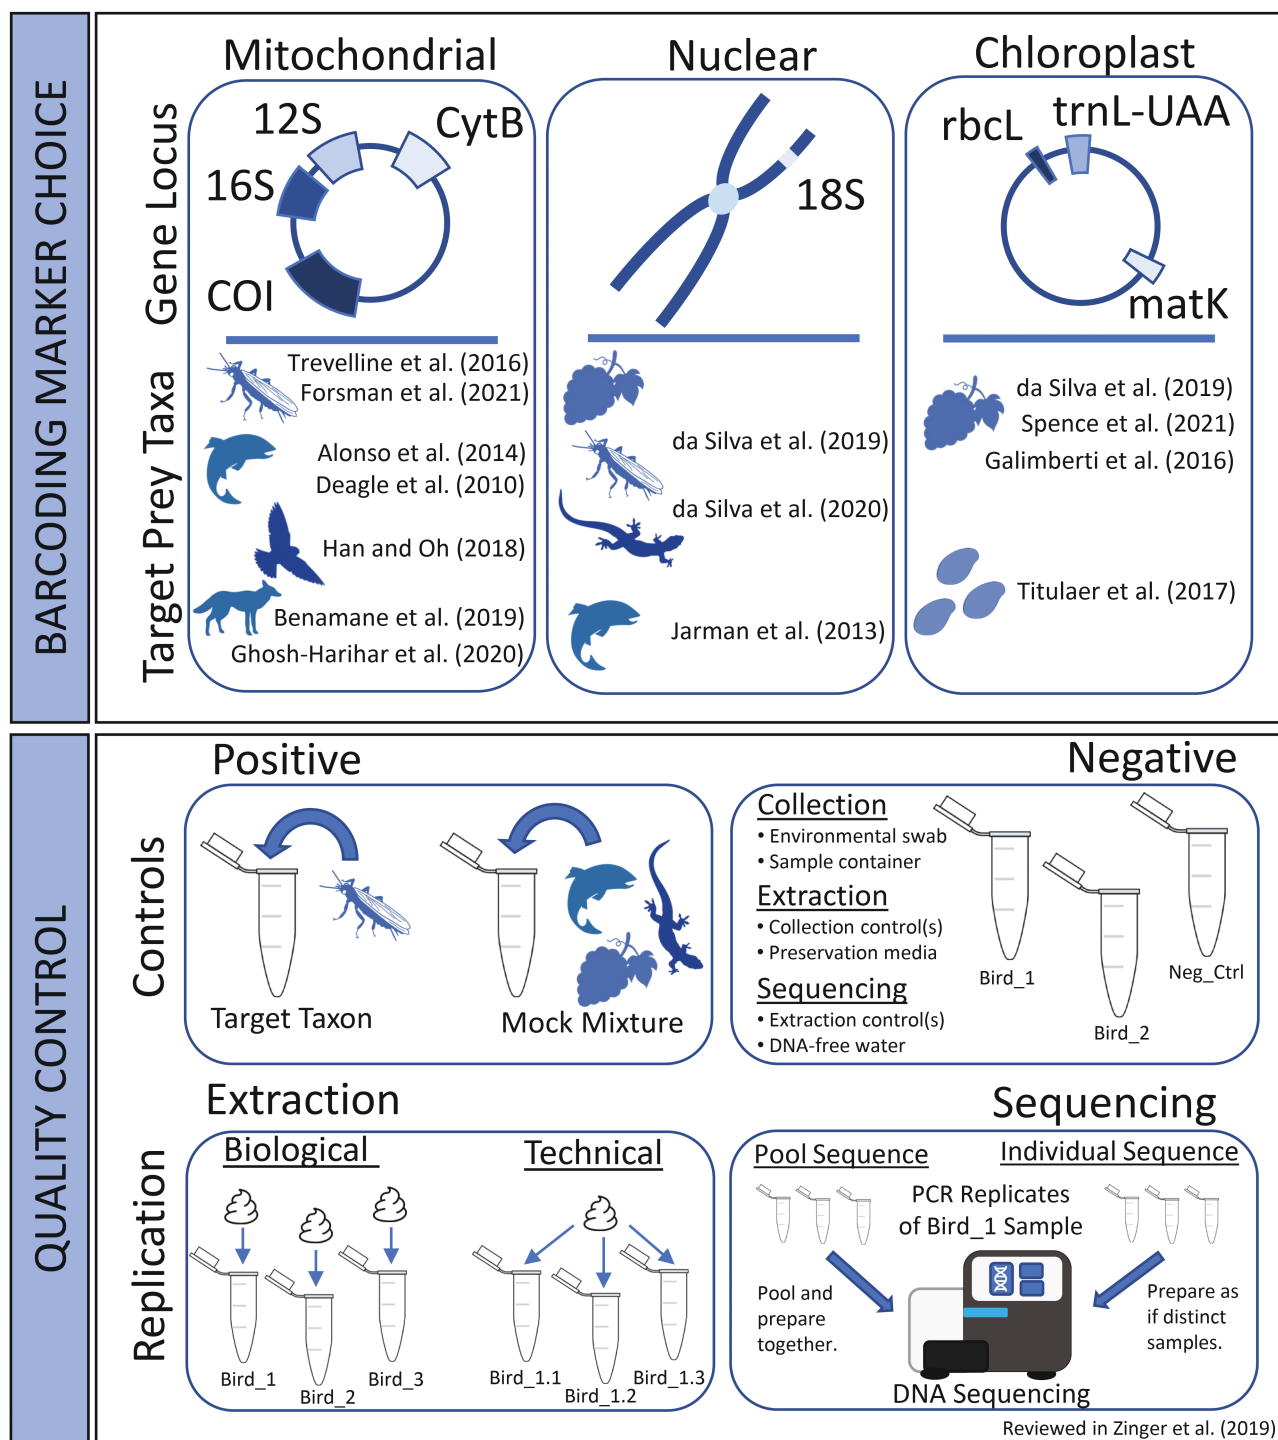 BARCODING MARKER CHOICE
Gene Locus
Target Prey Taxa
Mitochondrial
12S
CytB
16S
COI
Trevelline et al. (2016)
Forsman et al. (2021)
Alonso et al. (2014)
Deagle et al. (2010)
Han and Oh (2018)
Benamane et al. (2019)
Ghosh-Harihar et al. (2020)
Nuclear
18S
da Silva et al. (2019)
da Silva et al. (2020)
Jarman et al. (2013)
Chloroplast
rbcL
trnL-UAA
matK
da Silva et al. (2019)
Spence et al. (2021)
Galimberti et al. (2016)
Titulaer et al. (2017)
QUALITY CONTROL
Controls
Positive
Target Taxon
Mock Mixture
Negative
Collection
• Environmental swab
• Sample container
Extraction
• Collection control(s)
• Preservation media
Sequencing
• Extraction control(s)
• DNA-free water
Bird_1
Bird_2
Neg_Ctrl
Replication
Extraction
Biological
Bird_1
Bird_2
Bird_3
Technical
Bird_1.1
Bird_1.2
Bird_1.3
Sequencing
Pool Sequence
Individual Sequence
PCR Replicates
of Bird_1 Sample
Pool and
prepare
together.
Prepare as
if distinct
samples.
DNA Sequencing
Reviewed in Zinger et al. (2019)